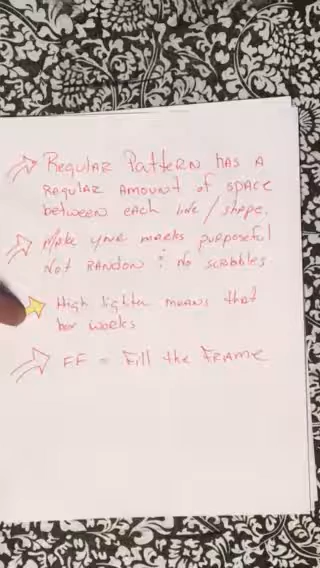 Regular Pattern has a
regular amount of space
between each line / shape.
Make your marks purposeful
Not Random : No scribbles
High lighter means that
box works
FF = Fill the Frame